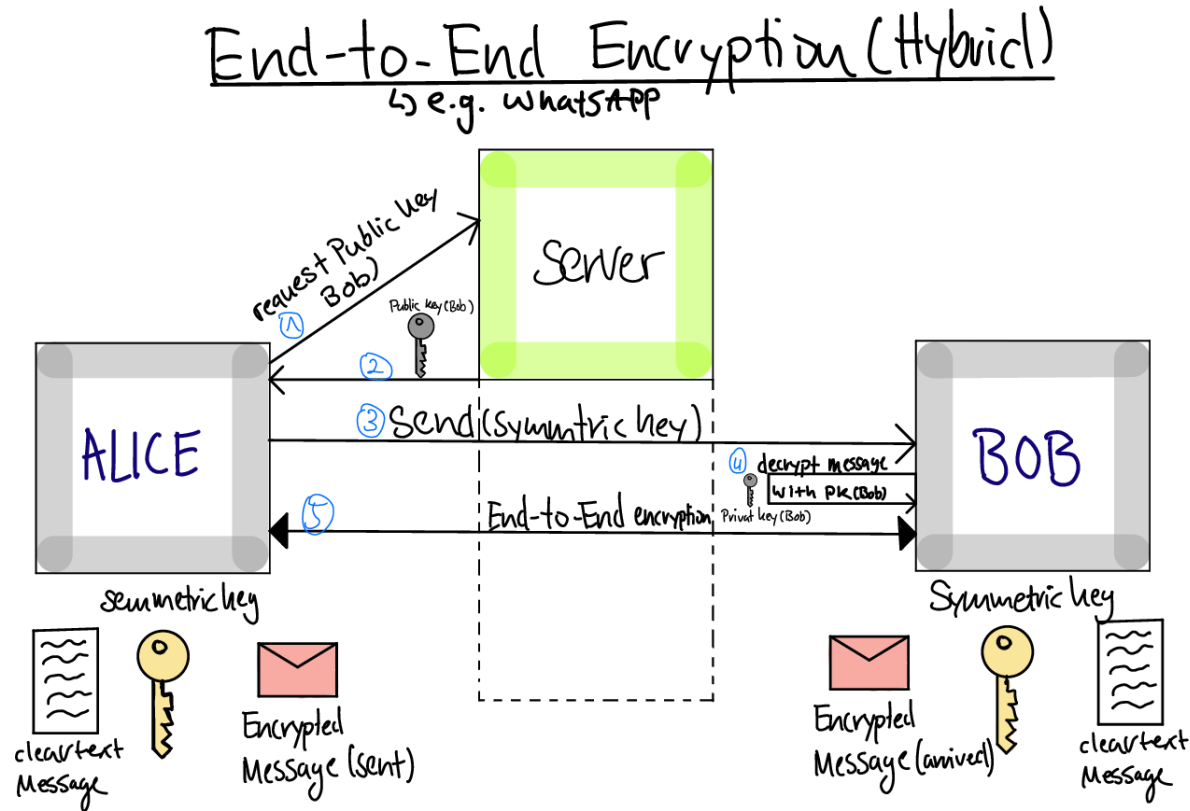 End-to-End Encryption (Hybrid)
↳ e.g. WhatsAPP
request Public key
Bob)
①
Server
Public key (Bob)
②
ALICE
③ Send (Symmtric key)
BOB
④ decrypt message
with PK (Bob)
Privat key (Bob)
⑤
End-to-End encryption
semmetric key
Symmetric key
cleartext
Message
Encrypted
Message (sent)
Encrypted
Message (arrived)
cleartext
Message